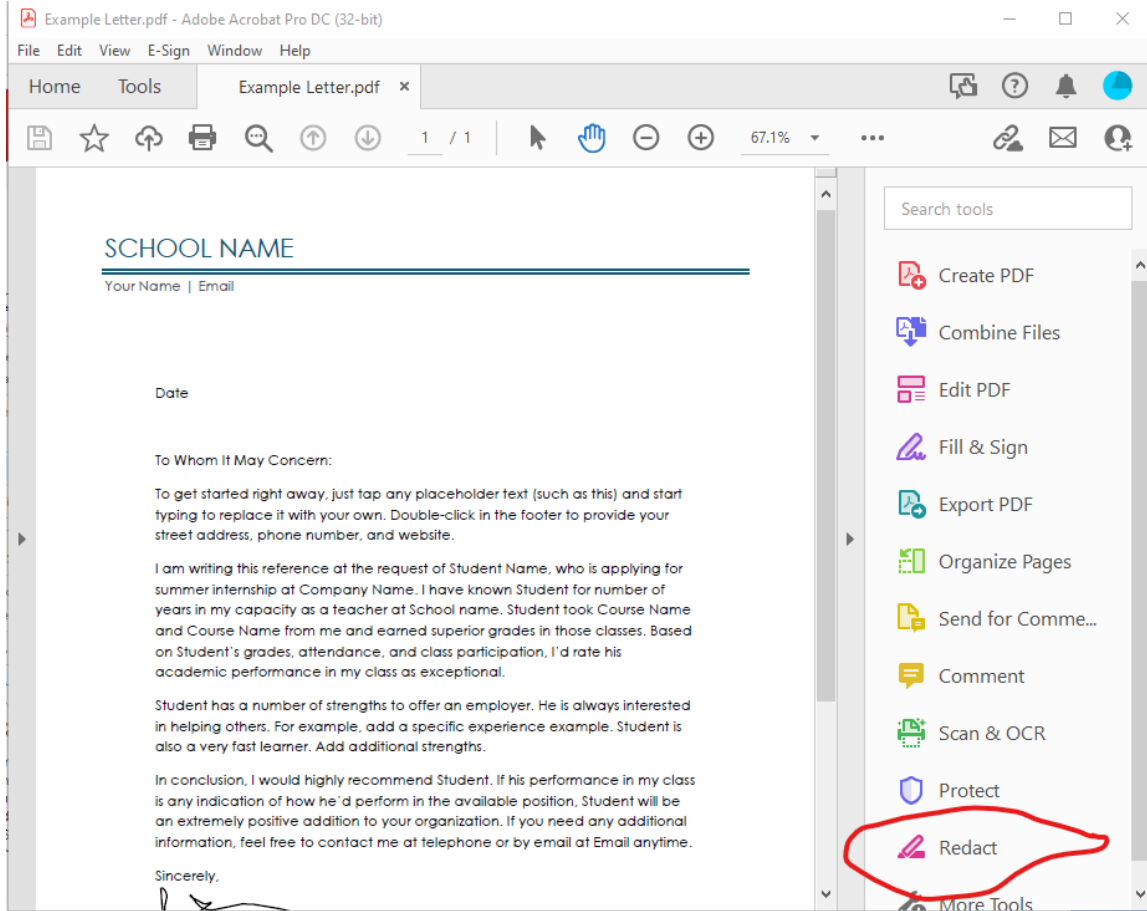 Example Letter.pdf - Adobe Acrobat Pro DC (32-bit)
File Edit View E-Sign Window Help
Home Tools Example Letter.pdf ×
1 / 1 67.1%
Search tools
Create PDF
Combine Files
Edit PDF
Fill & Sign
Export PDF
Organize Pages
Send for Comme...
Comment
Scan & OCR
Protect
Redact
More Tools
SCHOOL NAME
Your Name | Email
Date
To Whom It May Concern:
To get started right away, just tap any placeholder text (such as this) and start
typing to replace it with your own. Double-click in the footer to provide your
street address, phone number, and website.
I am writing this reference at the request of Student Name, who is applying for
summer internship at Company Name. I have known Student for number of
years in my capacity as a teacher at School name. Student took Course Name
and Course Name from me and earned superior grades in those classes. Based
on Student's grades, attendance, and class participation, I'd rate his
academic performance in my class as exceptional.
Student has a number of strengths to offer an employer. He is always interested
in helping others. For example, add a specific experience example. Student is
also a very fast learner. Add additional strengths.
In conclusion, I would highly recommend Student. If his performance in my class
is any indication of how he'd perform in the available position, Student will be
an extremely positive addition to your organization. If you need any additional
information, feel free to contact me at telephone or by email at Email anytime.
Sincerely,